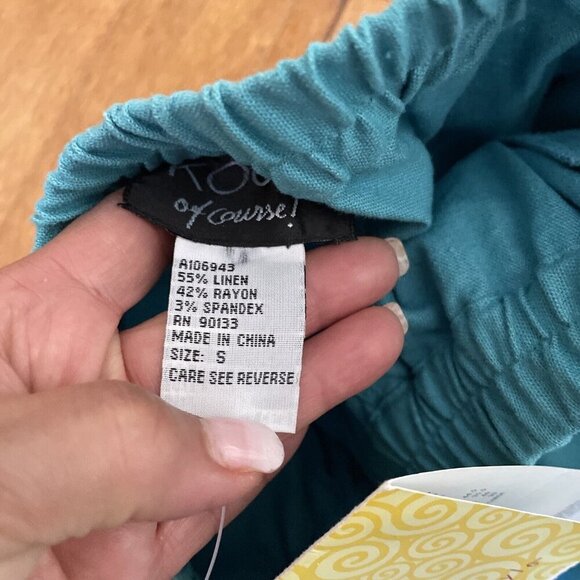 of course!
A106943
55% LINEN
42% RAYON
3% SPANDEX
RN 90133
MADE IN CHINA
SIZE: S
CARE SEE REVERSE